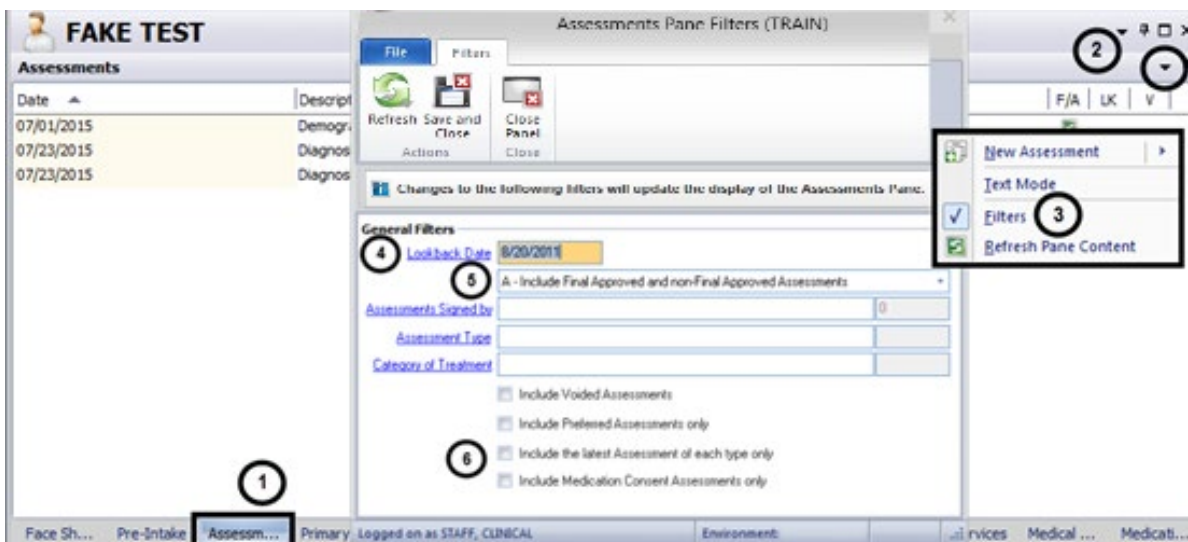 FAKE TEST
Assessments
Date
Descript
07/01/2015 Demogr
07/23/2015 Diagnos
07/23/2015 Diagnos
Assessments Pane Filters (TRAIN)
File Filters
Refresh Save and Close Close Panel
Actions Close
Changes to the following filters will update the display of the Assessments Pane.
General Filters
4 Lookback Date 8/20/2011
5 A - Include Final Approved and non-Final Approved Assessments
Assessments Signed by 0
Assessment Type
Category of Treatment
Include Voided Assessments
Include Preferred Assessments only
6 Include the latest Assessment of each type only
Include Medication Consent Assessments only
2
F/A LK V
New Assessment
Text Mode
Filters 3
Refresh Pane Content
1
Face Sh... Pre-Intake Assessm... Primary Logged on as STAFF, CLINICAL Environment: rvices Medical ... Medicati...